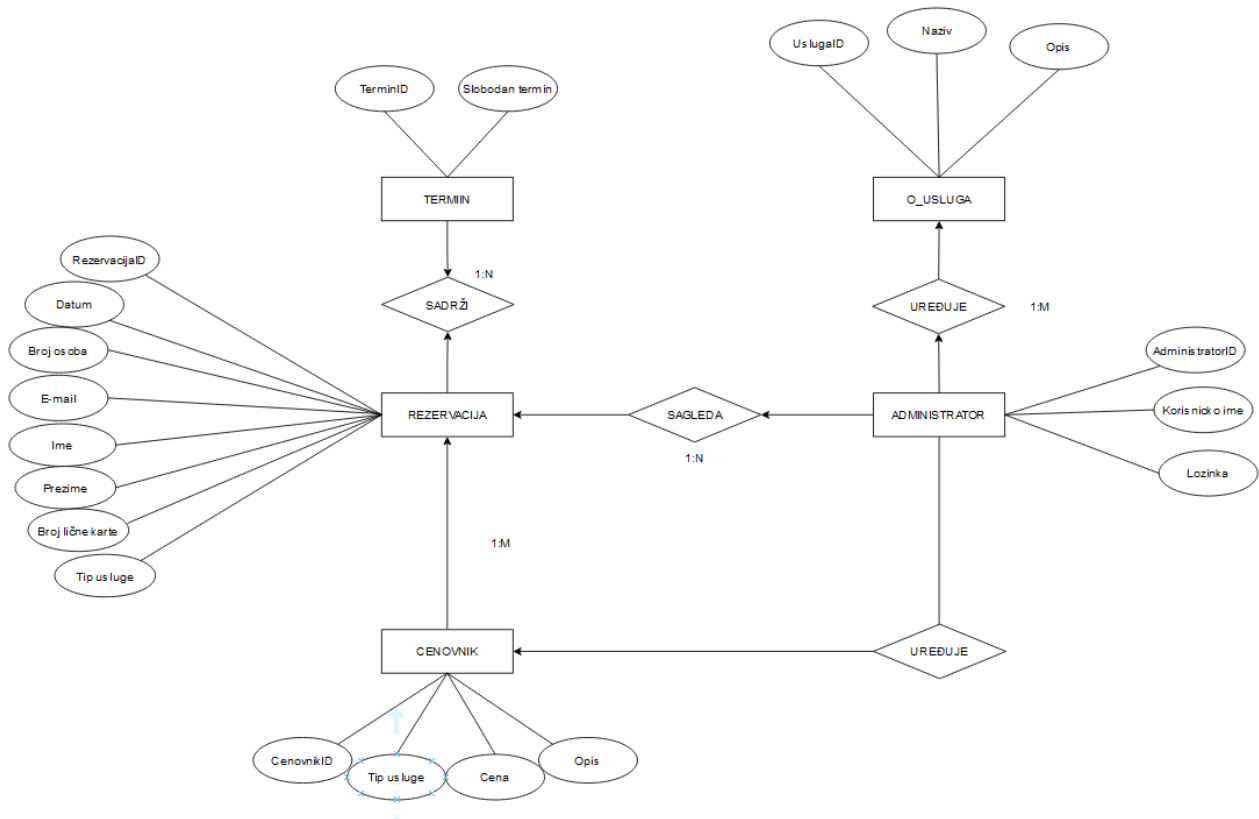 UslugaID
Naziv
Opis
TerminID
Slobodan termin
TERMIIN
O_USLUGA
RezervacijaID
1:N
Datum
SADRŽI
UREĐUJE
1:M
Broj osoba
AdministratorID
E-mail
REZERVACIJA
SAGLEDA
ADMINISTRATOR
Korisnicko ime
Ime
1:N
Lozinka
Prezime
Broj lične karte
1:M
Tip usluge
CENOVNIK
UREĐUJE
CenovnikID
Tip usluge
Cena
Opis